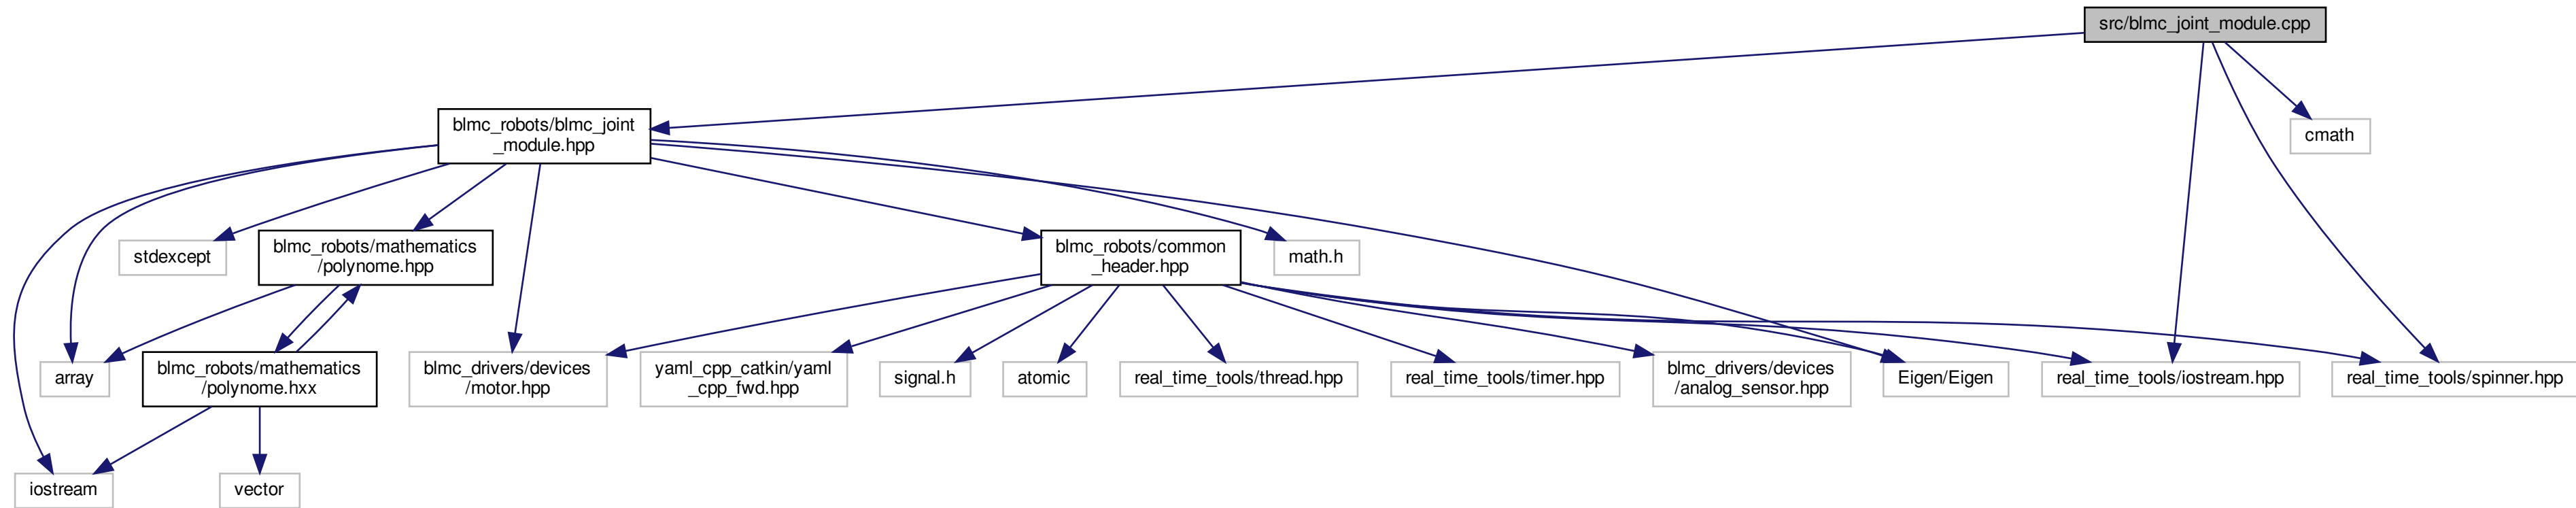 src/blmc_joint_module.cpp
blmc_robots/blmc_joint
_module.hpp
cmath
stdexcept
blmc_robots/mathematics
/polynome.hpp
blmc_robots/common
_header.hpp
math.h
array
blmc_robots/mathematics
/polynome.hxx
blmc_drivers/devices
/motor.hpp
yaml_cpp_catkin/yaml
_cpp_fwd.hpp
signal.h
atomic
real_time_tools/thread.hpp
real_time_tools/timer.hpp
blmc_drivers/devices
/analog_sensor.hpp
Eigen/Eigen
real_time_tools/iostream.hpp
real_time_tools/spinner.hpp
iostream
vector